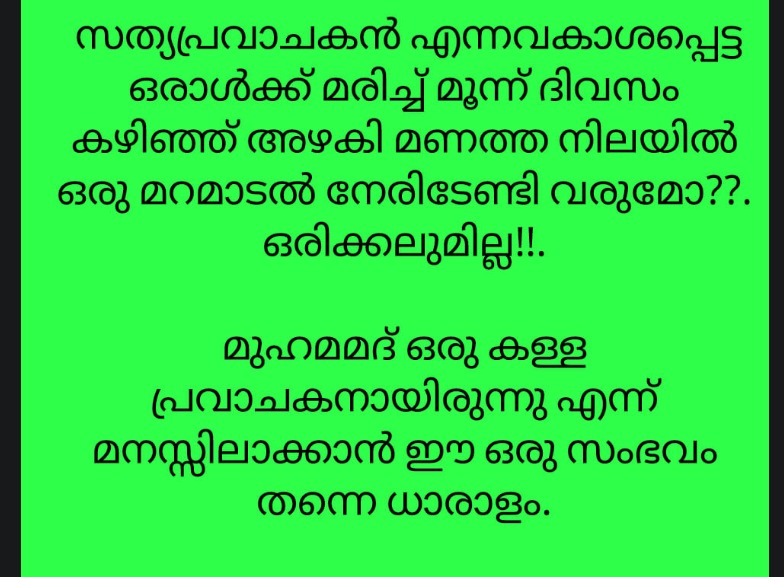 സത്യപ്രവാചകൻ എന്നവകാശപ്പെട്ട
ഒരാൾക്ക് മരിച്ച് മൂന്ന് ദിവസം
കഴിഞ്ഞ് അഴകി മണത്ത നിലയിൽ
ഒരു മറമാടൽ നേരിടേണ്ടി വരുമോ??.
ഒരിക്കലുമില്ല!!.
മുഹമമദ് ഒരു കള്ള
പ്രവാചകനായിരുന്നു എന്ന്
മനസ്സിലാക്കാൻ ഈ ഒരു സംഭവം
തന്നെ ധാരാളം.